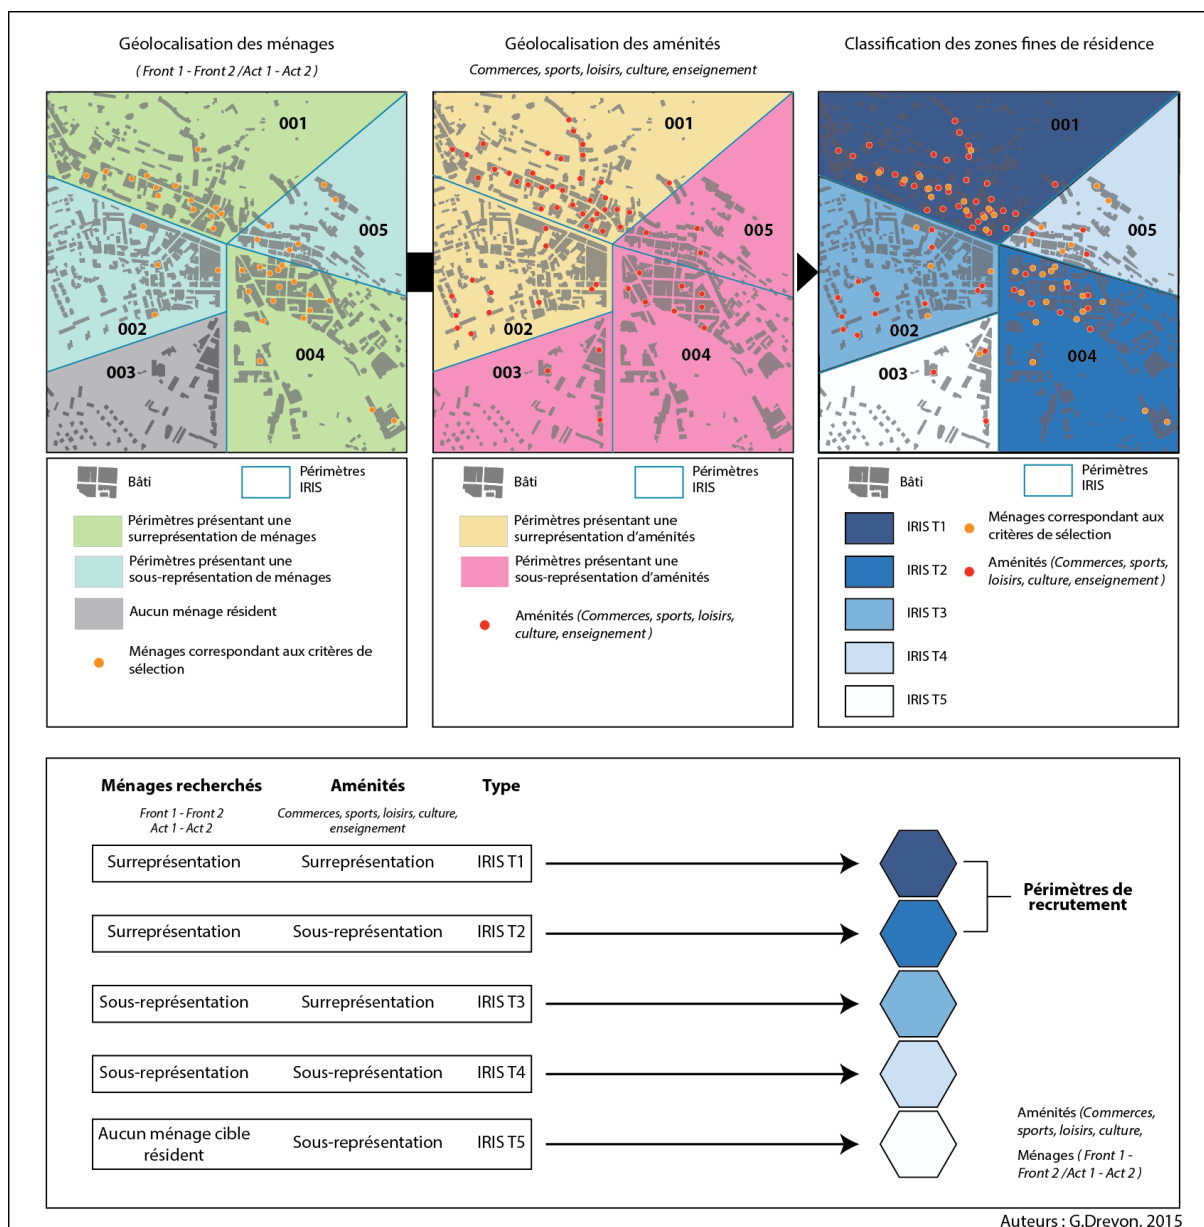 Géolocalisation des ménages
( Front 1 - Front 2 /Act 1 - Act 2 )
001
005
002
004
003
Bâti
Périmètres
IRIS
Périmètres présentant une
surreprésentation de ménages
Périmètres présentant une
sous-représentation de ménages
Aucun ménage résident
Ménages correspondant aux critères de
sélection
Géolocalisation des aménités
Commerces, sports, loisirs, culture, enseignement
001
005
002
004
003
Bâti
Périmètres
IRIS
Périmètres présentant une
surreprésentation d'aménités
Périmètres présentant une
sous-représentation d'aménités
Aménités (Commerces, sports, loisirs,
culture, enseignement )
Classification des zones fines de résidence
001
005
002
004
003
Bâti
Périmètres
IRIS
IRIS T1
IRIS T2
IRIS T3
IRIS T4
IRIS T5
Ménages correspondant aux
critères de sélection
Aménités (Commerces, sports,
loisirs, culture, enseignement )
Ménages recherchés
Aménités
Type
Front 1 - Front 2
Act 1 - Act 2
Commerces, sports, loisirs, culture,
enseignement
Surreprésentation
Surreprésentation
IRIS T1
Surreprésentation
Sous-représentation
IRIS T2
Sous-représentation
Surreprésentation
IRIS T3
Sous-représentation
Sous-représentation
IRIS T4
Aucun ménage cible
résident
Sous-représentation
IRIS T5
Périmètres de
recrutement
Aménités (Commerces,
sports, loisirs, culture,
Ménages ( Front 1 -
Front 2 /Act 1 - Act 2 )
Auteurs : G.Drevon, 2015